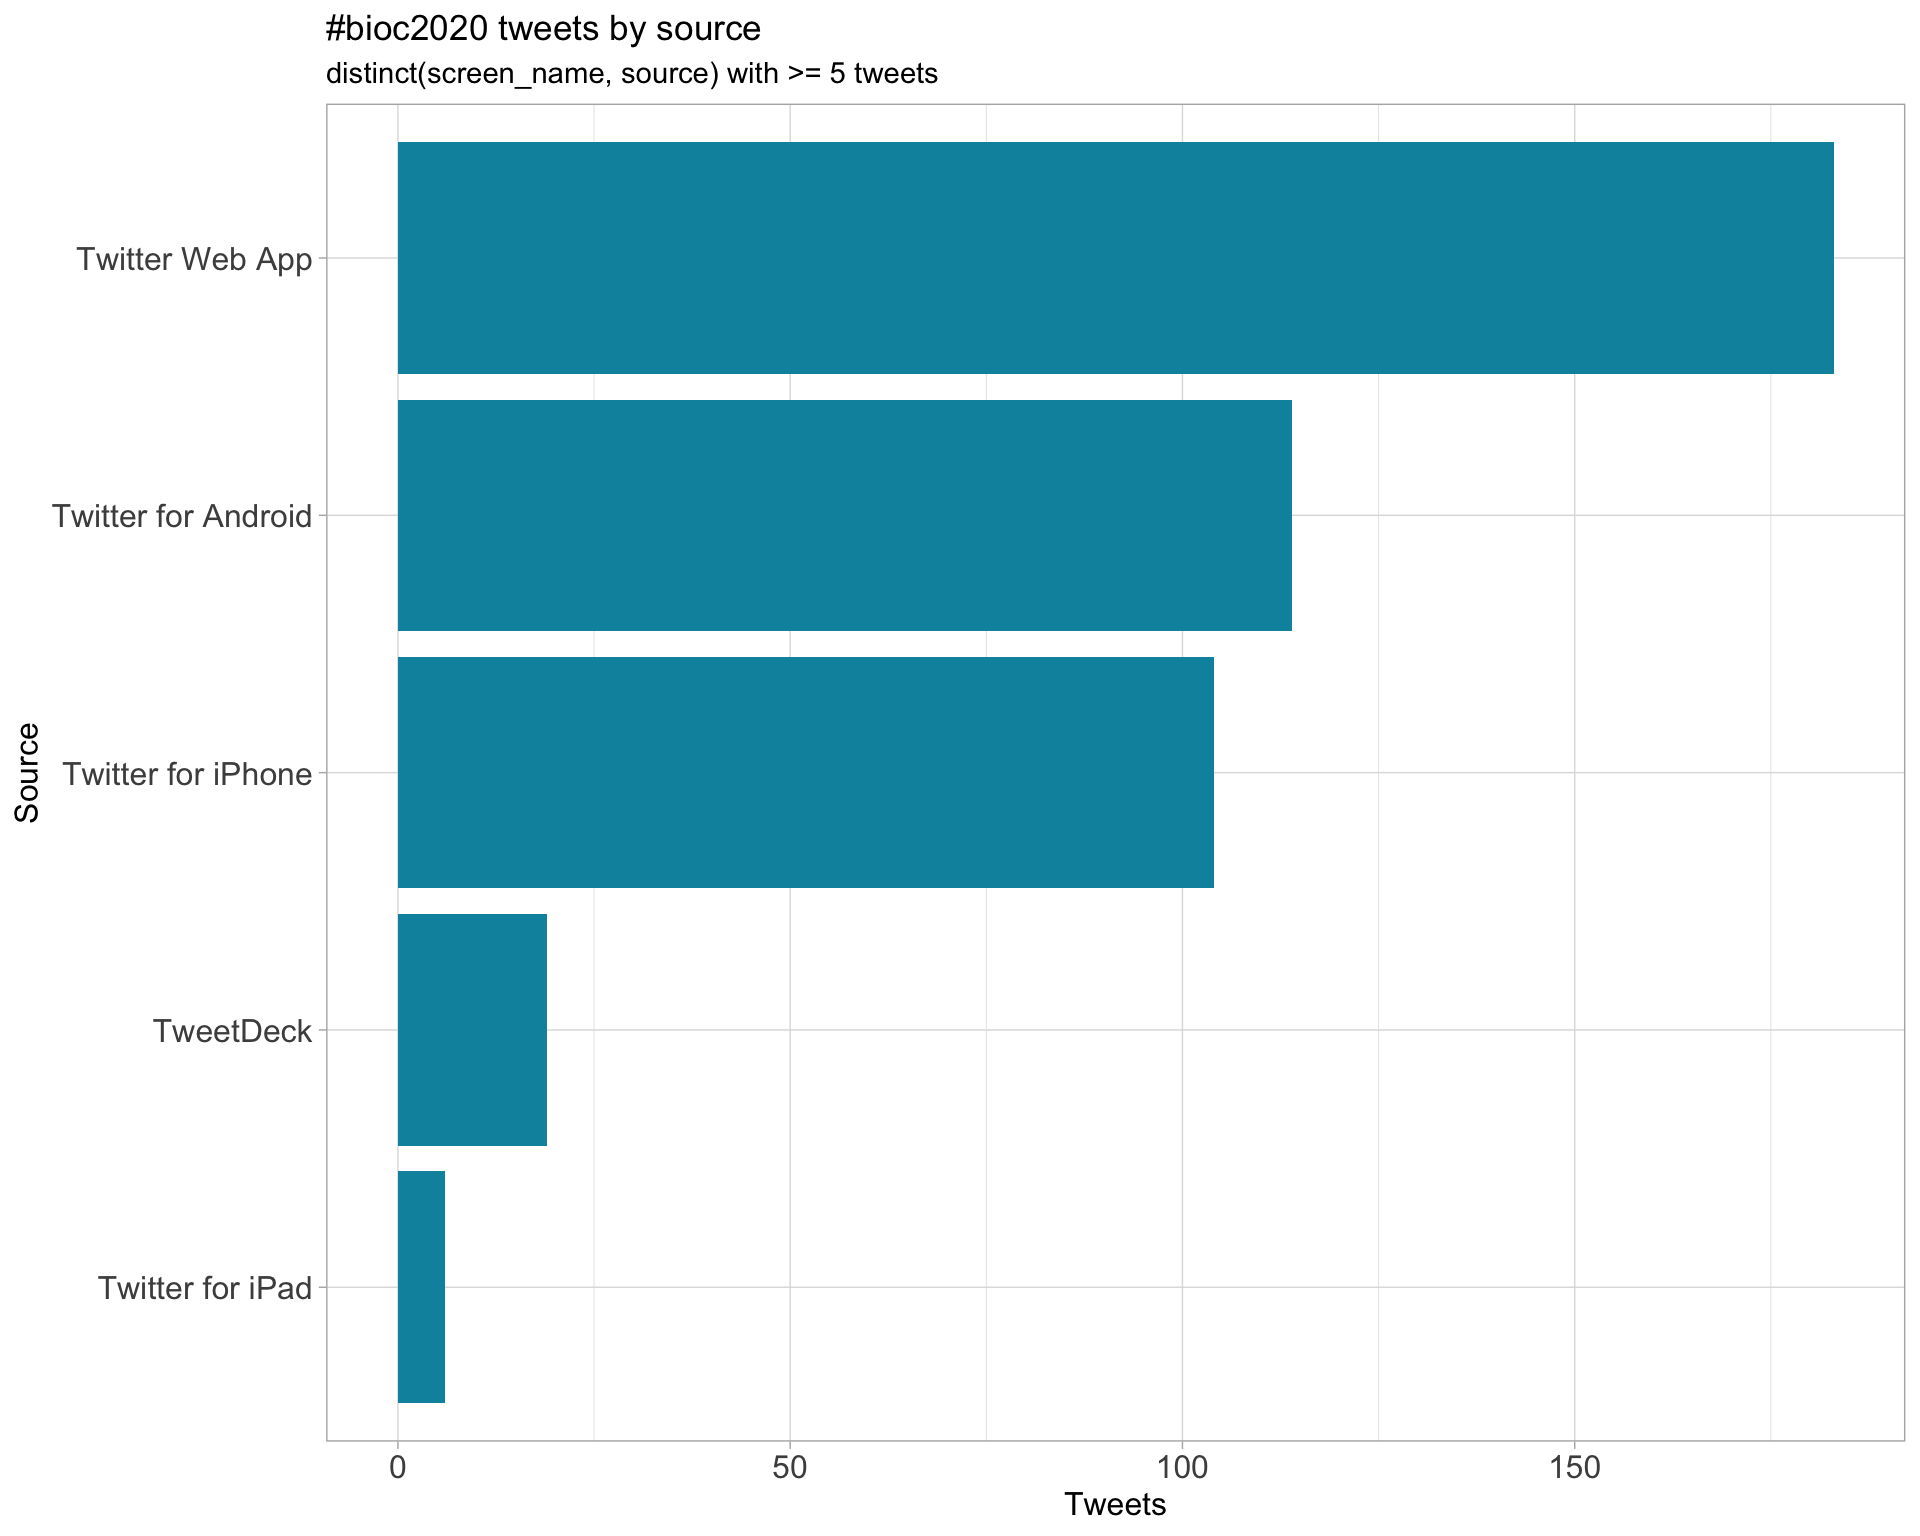 #bioc2020 tweets by source
distinct(screen_name, source) with >= 5 tweets
Source
Twitter Web App
Twitter for Android
Twitter for iPhone
TweetDeck
Twitter for iPad
0 50 100 150
Tweets